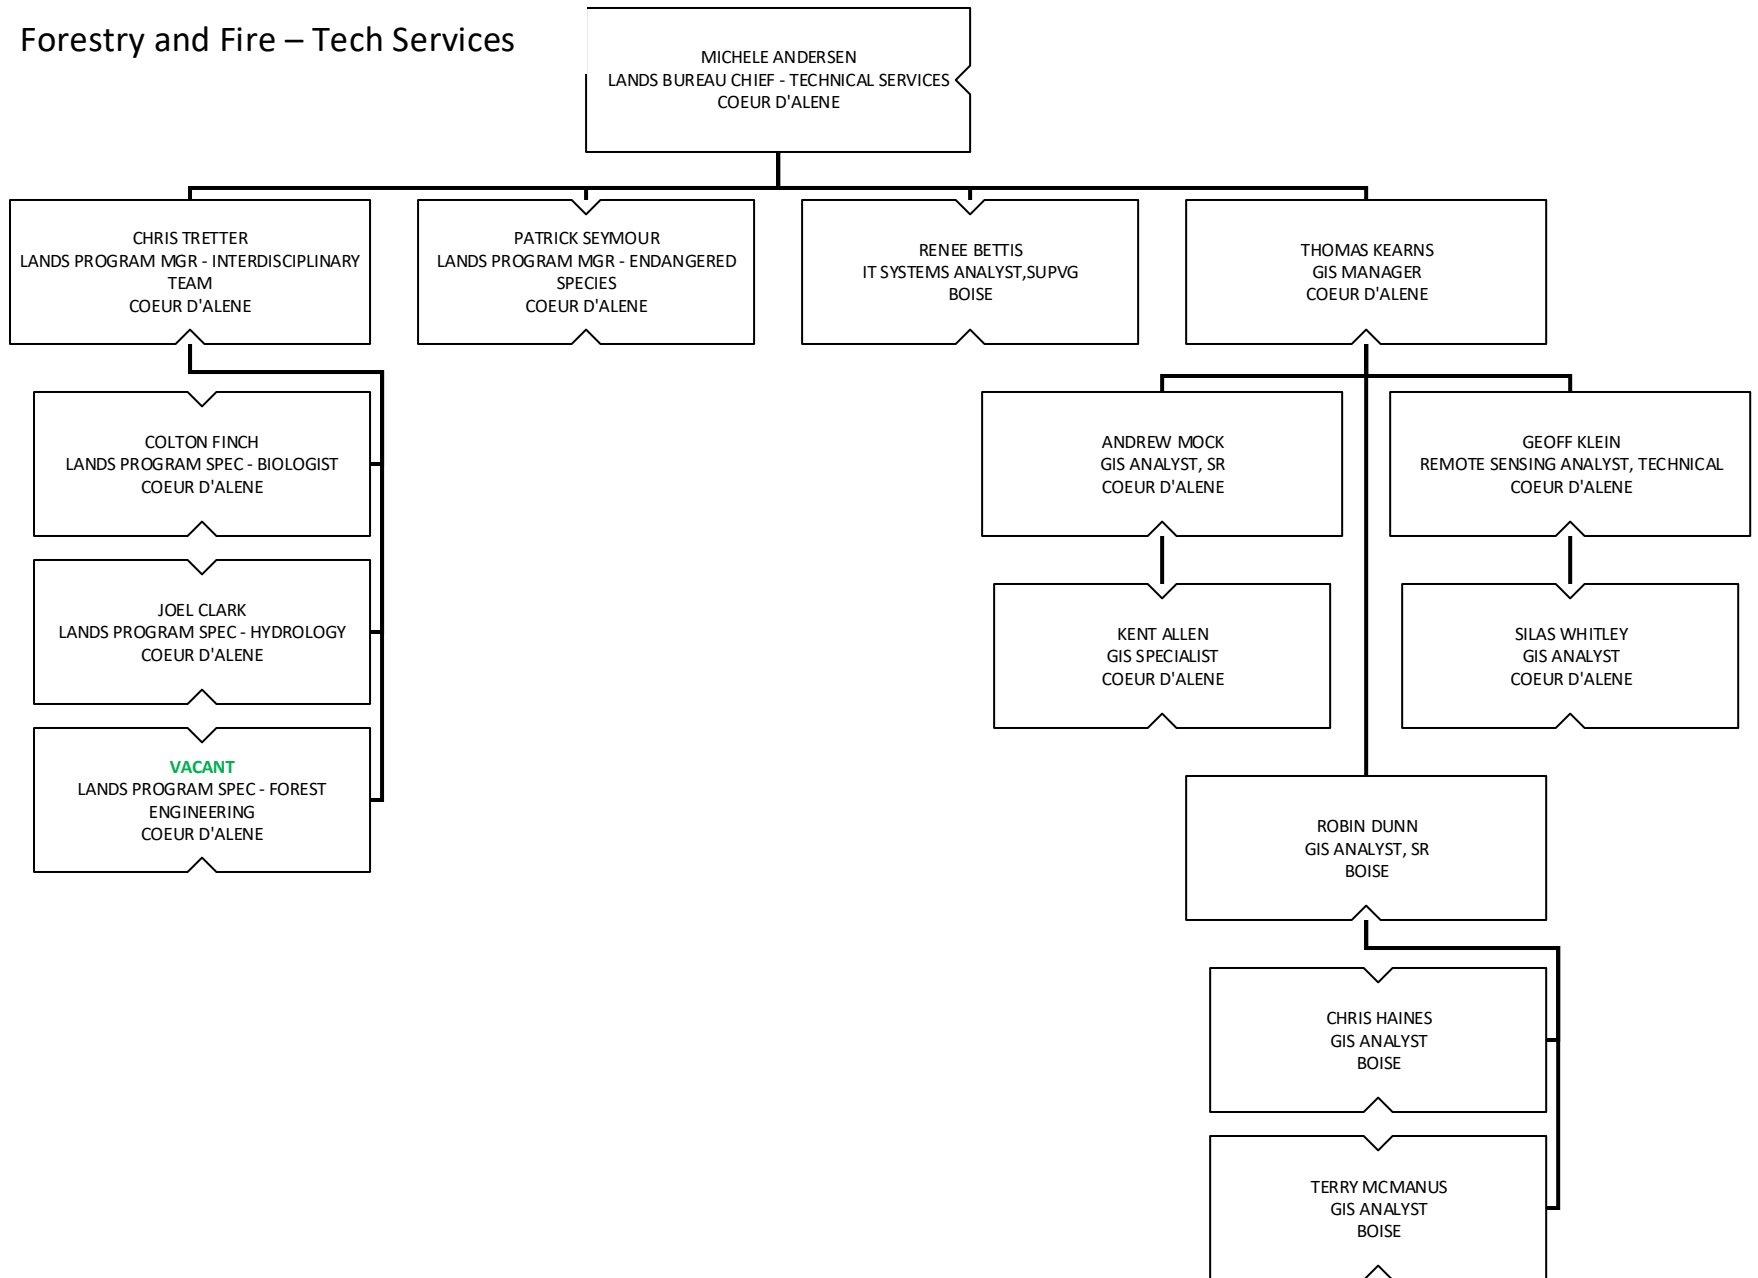 Forestry and Fire – Tech Services
MICHELE ANDERSEN
LANDS BUREAU CHIEF - TECHNICAL SERVICES
COEUR D'ALENE
CHRIS TRETTER
LANDS PROGRAM MGR - INTERDISCIPLINARY
TEAM
COEUR D'ALENE
PATRICK SEYMOUR
LANDS PROGRAM MGR - ENDANGERED
SPECIES
COEUR D'ALENE
RENEE BETTIS
IT SYSTEMS ANALYST,SUPVG
BOISE
THOMAS KEARNS
GIS MANAGER
COEUR D'ALENE
COLTON FINCH
LANDS PROGRAM SPEC - BIOLOGIST
COEUR D'ALENE
ANDREW MOCK
GIS ANALYST, SR
COEUR D'ALENE
GEOFF KLEIN
REMOTE SENSING ANALYST, TECHNICAL
COEUR D'ALENE
JOEL CLARK
LANDS PROGRAM SPEC - HYDROLOGY
COEUR D'ALENE
KENT ALLEN
GIS SPECIALIST
COEUR D'ALENE
SILAS WHITLEY
GIS ANALYST
COEUR D'ALENE
VACANT
LANDS PROGRAM SPEC - FOREST
ENGINEERING
COEUR D'ALENE
ROBIN DUNN
GIS ANALYST, SR
BOISE
CHRIS HAINES
GIS ANALYST
BOISE
TERRY MCMANUS
GIS ANALYST
BOISE